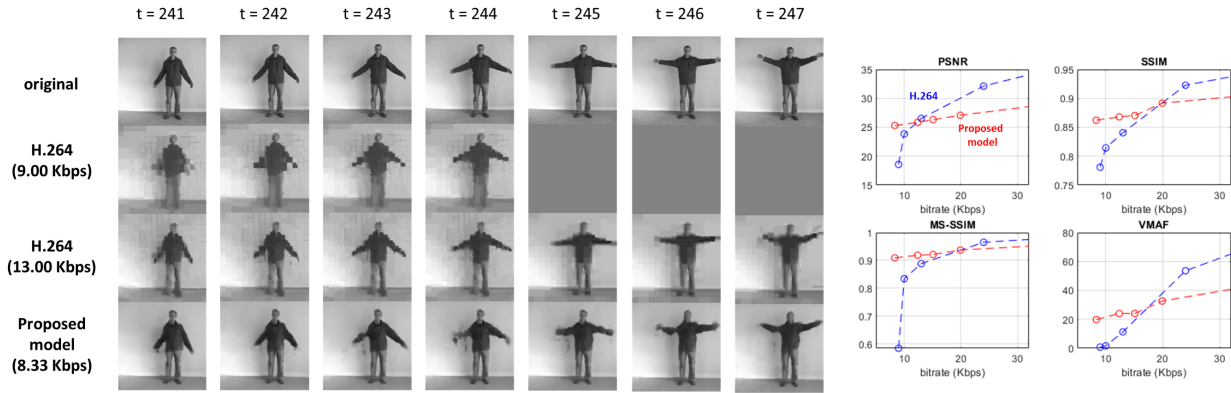 t = 241 t = 242 t = 243 t = 244 t = 245 t = 246 t = 247
original
H.264
(9.00 Kbps)
H.264
(13.00 Kbps)
Proposed
model
(8.33 Kbps)
PSNR
35
30
25
20
15
10 20 30
bitrate (Kbps)
H.264
Proposed
model
SSIM
0.95
0.9
0.85
0.8
0.75
10 20 30
bitrate (Kbps)
MS-SSIM
1
0.9
0.8
0.7
0.6
10 20 30
bitrate (Kbps)
VMAF
80
60
40
20
0
10 20 30
bitrate (Kbps)